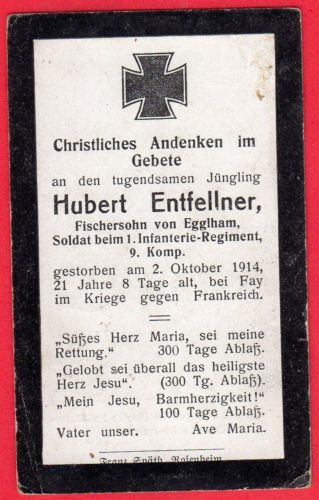 Christliches Andenken im
Gebete
an den tugendsamen Jüngling
Hubert Entfellner,
Fischersohn von Egglham,
Soldat beim 1. Infanterie-Regiment,
9. Komp.
gestorben am 2. Oktober 1914,
21 Jahre 8 Tage alt, bei Fay
im Kriege gegen Frankreich.
„Süßes Herz Maria, sei meine
Rettung.“ 300 Tage Ablaß.
„Gelobt sei überall das heiligste
Herz Jesu“. (300 Tg. Ablaß.)
„Mein Jesu, Barmherzigkeit!“
100 Tage Ablaß.
Vater unser. Ave Maria.
Franz Späth, Rosenheim